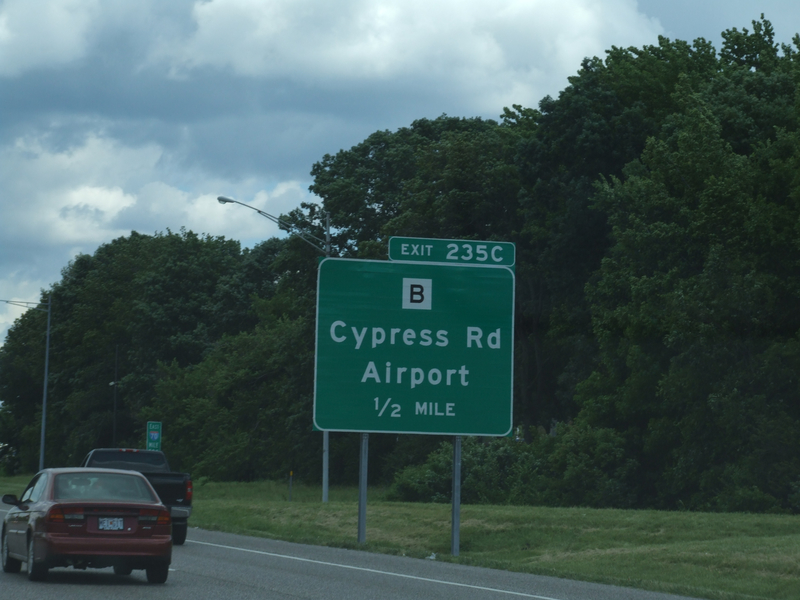 EXIT 235C
B
Cypress Rd
Airport
1/2 MILE